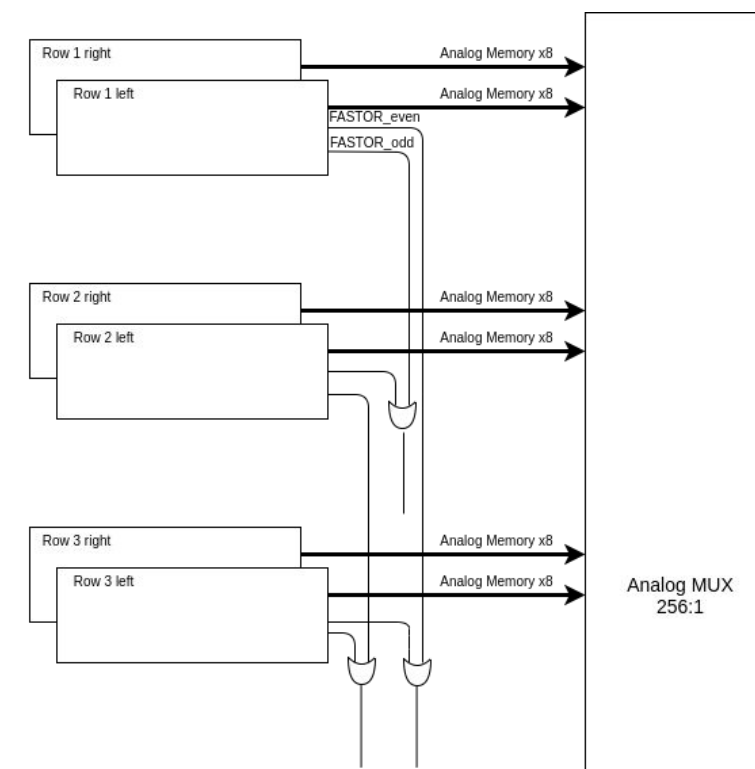 Row 1 right
Analog Memory x8
Row 1 left
Analog Memory x8
FASTOR_even
FASTOR_odd
Row 2 right
Analog Memory x8
Row 2 left
Analog Memory x8
Row 3 right
Analog Memory x8
Row 3 left
Analog Memory x8
Analog MUX
256:1